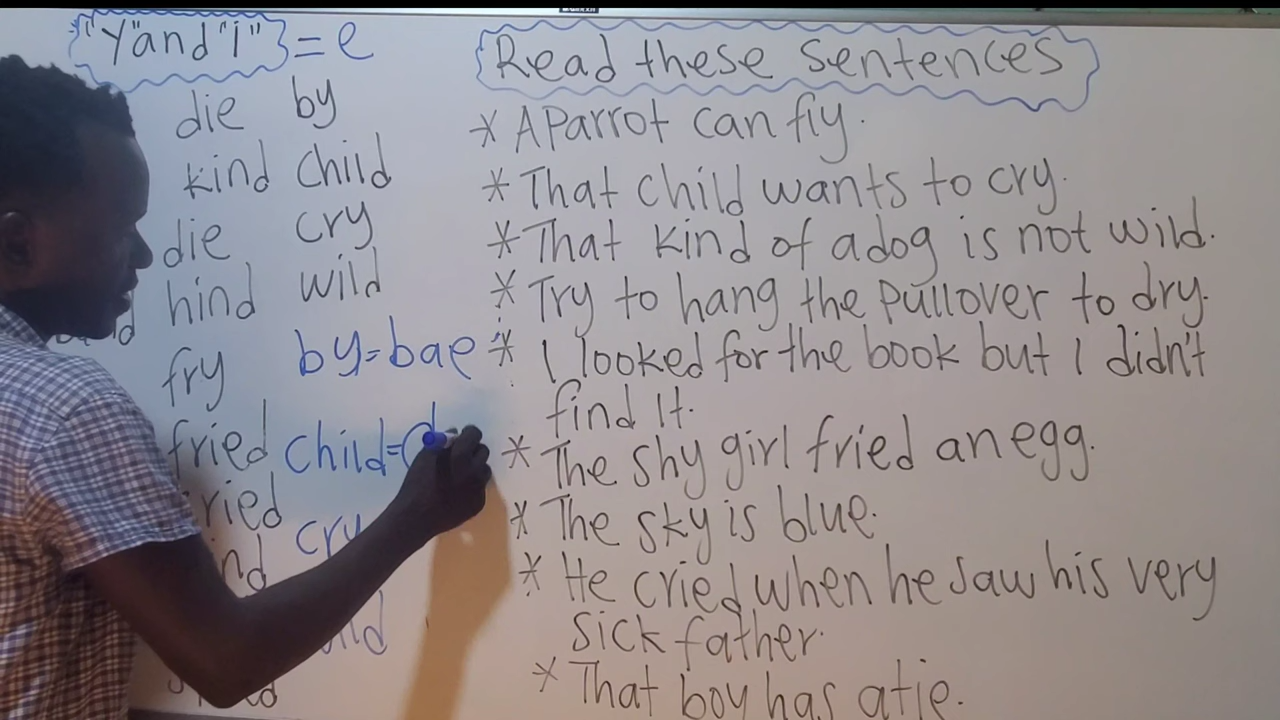 "Y" and "i" = e
die by
kind child
die cry
hind wild
fry by=bae
fried child=
cry
Read these sentences
* A Parrot can fly.
* That child wants to cry.
* That kind of a dog is not wild.
* Try to hang the pullover to dry.
* I looked for the book but I didn't
find It.
* The shy girl fried an egg.
* The sky is blue.
* He cried when he saw his very
sick father.
* That boy has a tie.